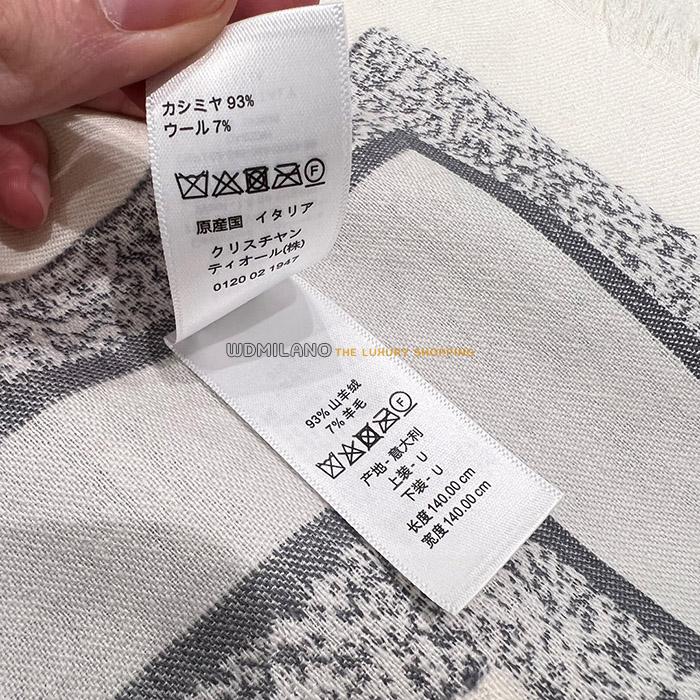 カシミヤ 93%
ウール 7%
F
原産国 イタリア
クリスチャン
ディオール(株)
0120 02 1947
WDMILANO THE LUXURY SHOPPING
93% 山羊绒
7% 羊毛
F
产地 - 意大利
上装 - U
下装 - U
长度 140.00 cm
宽度 140.00 cm